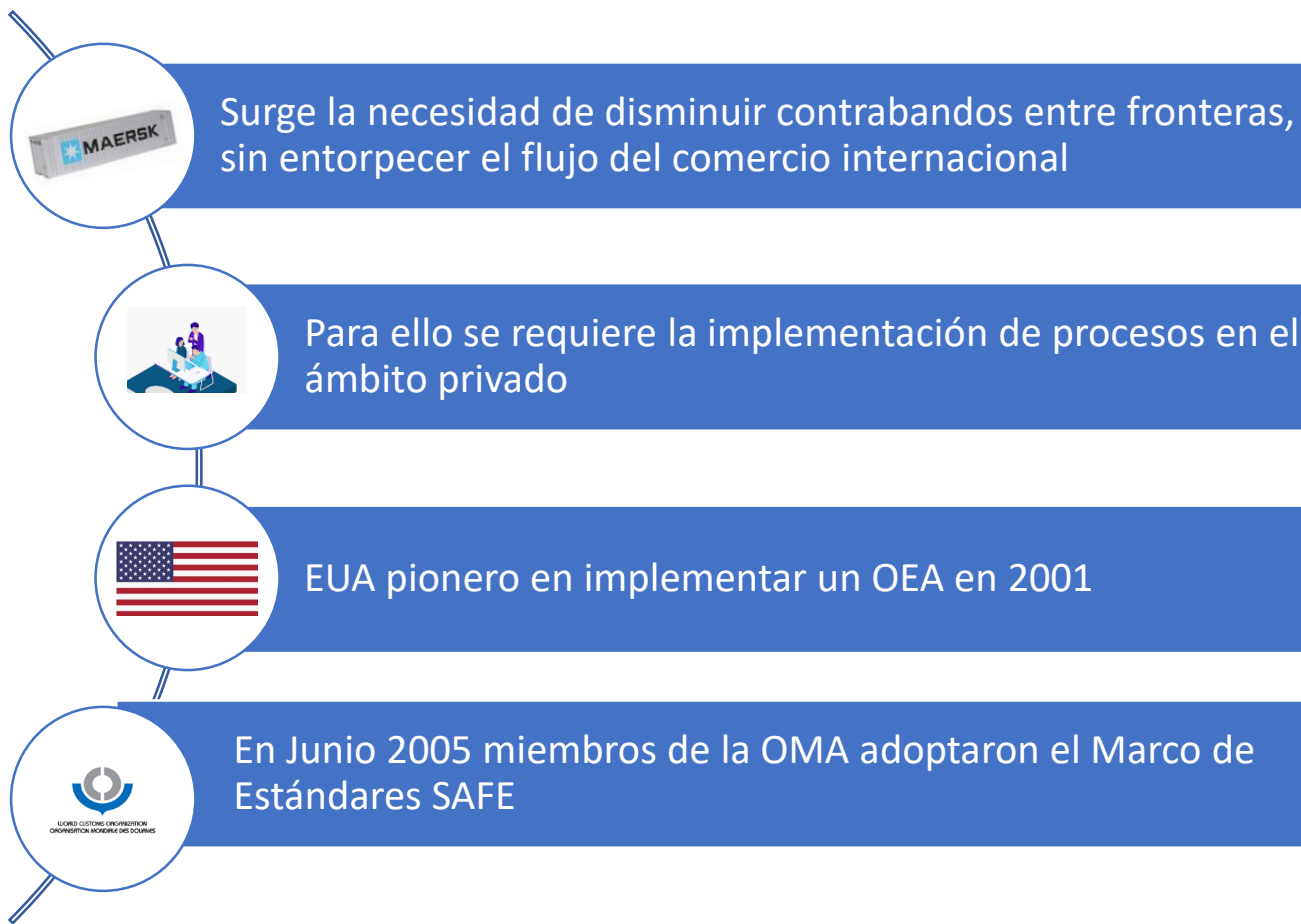 MAERSK
Surge la necesidad de disminuir contrabandos entre fronteras,
sin entorpecer el flujo del comercio internacional
Para ello se requiere la implementación de procesos en el
ámbito privado
EUA pionero en implementar un OEA en 2001
En Junio 2005 miembros de la OMA adoptaron el Marco de
Estándares SAFE
WORLD CUSTOMS ORGANIZATION
ORGANISATION MONDIALE DES DOUANES